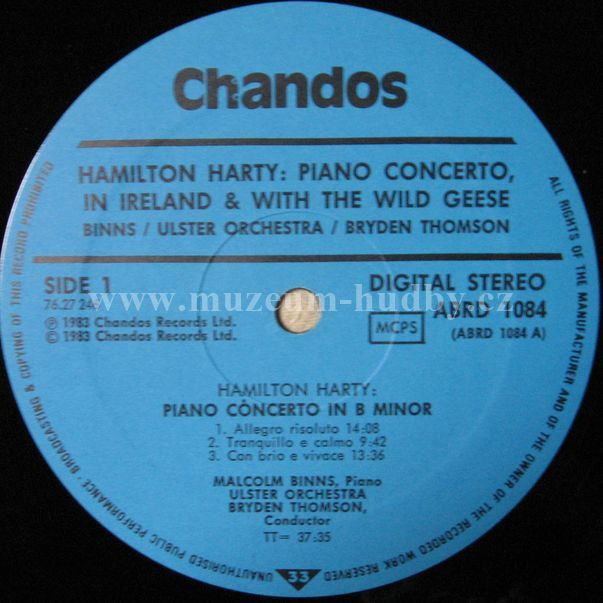 Chandos
HAMILTON HARTY: PIANO CONCERTO,
IN IRELAND & WITH THE WILD GEESE
BINNS / ULSTER ORCHESTRA / BRYDEN THOMSON
SIDE 1
76.27 249
℗ 1983 Chandos Records Ltd.
© 1983 Chandos Records Ltd.
DIGITAL STEREO
ABRD 1084
MCPS
(ABRD 1084 A)
www.muzeum-hudby.cz
HAMILTON HARTY:
PIANO CONCERTO IN B MINOR
1. Allegro risoluto 14:08
2. Tranquillo e calmo 9:42
3. Con brio e vivace 13:36
MALCOLM BINNS, Piano
ULSTER ORCHESTRA
BRYDEN THOMSON,
Conductor
TT= 37:35
33
ALL RIGHTS OF THE MANUFACTURER AND OF THE OWNER OF THE RECORDED WORK RESERVED · UNAUTHORISED PUBLIC PERFORMANCE · BROADCASTING & COPYING OF THIS RECORD PROHIBITED